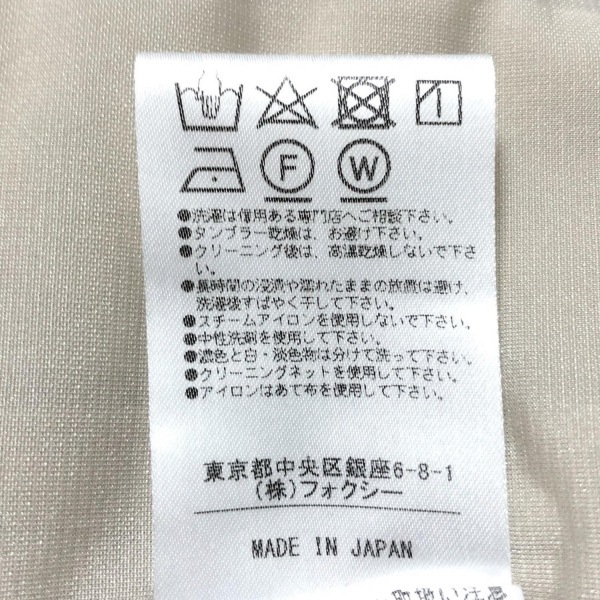 F
W
●洗濯は信用ある専門店へご相談下さい。
●タンブラー乾燥は、お避け下さい。
●クリーニング後は、高温乾燥しないで下さ
い。
●長時間の浸漬や濡れたままの放置は避け、
洗濯後すばやく干して下さい。
●スチームアイロンを使用しないで下さい。
●中性洗剤を使用して下さい。
●濃色と白・淡色物は分けて洗って下さい。
●クリーニングネットを使用して下さい。
●アイロンはあて布を使用して下さい。
東京都中央区銀座6-8-1
(株)フォクシー
MADE IN JAPAN
取扱い注意